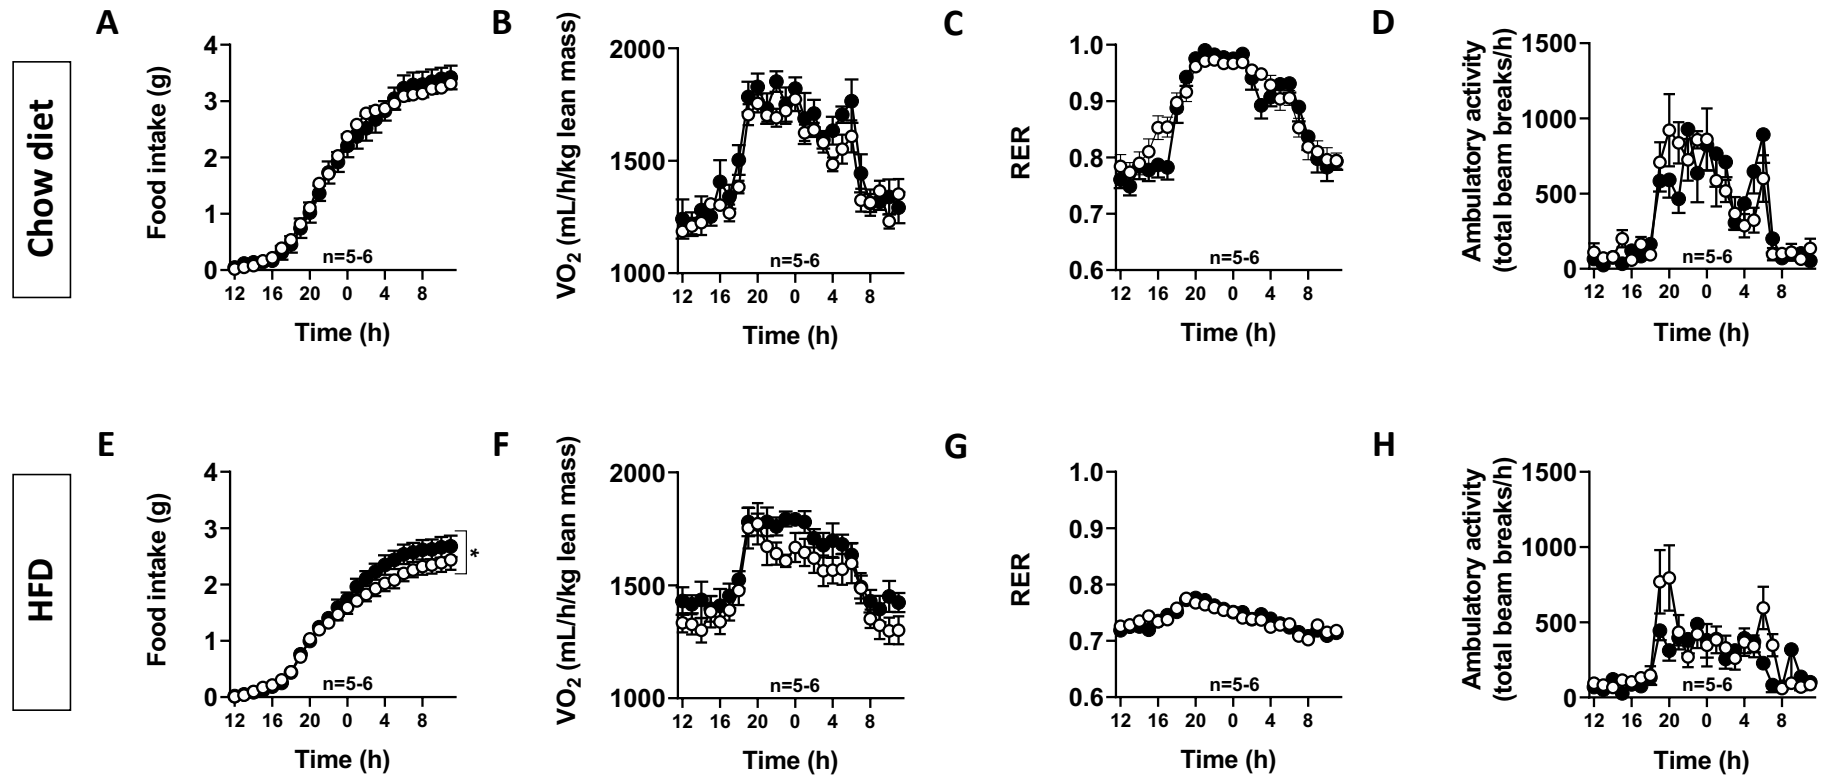 A
B
C
D
Chow diet
Food intake (g)
4
3
2
1
0
n=5-6
12 16 20 0 4 8
Time (h)
VO2 (mL/h/kg lean mass)
2000
1500
1000
n=5-6
12 16 20 0 4 8
Time (h)
RER
1.0
0.9
0.8
0.7
0.6
n=5-6
12 16 20 0 4 8
Time (h)
Ambulatory activity
(total beam breaks/h)
1500
1000
500
0
n=5-6
12 16 20 0 4 8
Time (h)
E
F
G
H
HFD
Food intake (g)
4
3
2
1
0
*
n=5-6
12 16 20 0 4 8
Time (h)
VO2 (mL/h/kg lean mass)
2000
1500
1000
n=5-6
12 16 20 0 4 8
Time (h)
RER
1.0
0.9
0.8
0.7
0.6
n=5-6
12 16 20 0 4 8
Time (h)
Ambulatory activity
(total beam breaks/h)
1500
1000
500
0
n=5-6
12 16 20 0 4 8
Time (h)